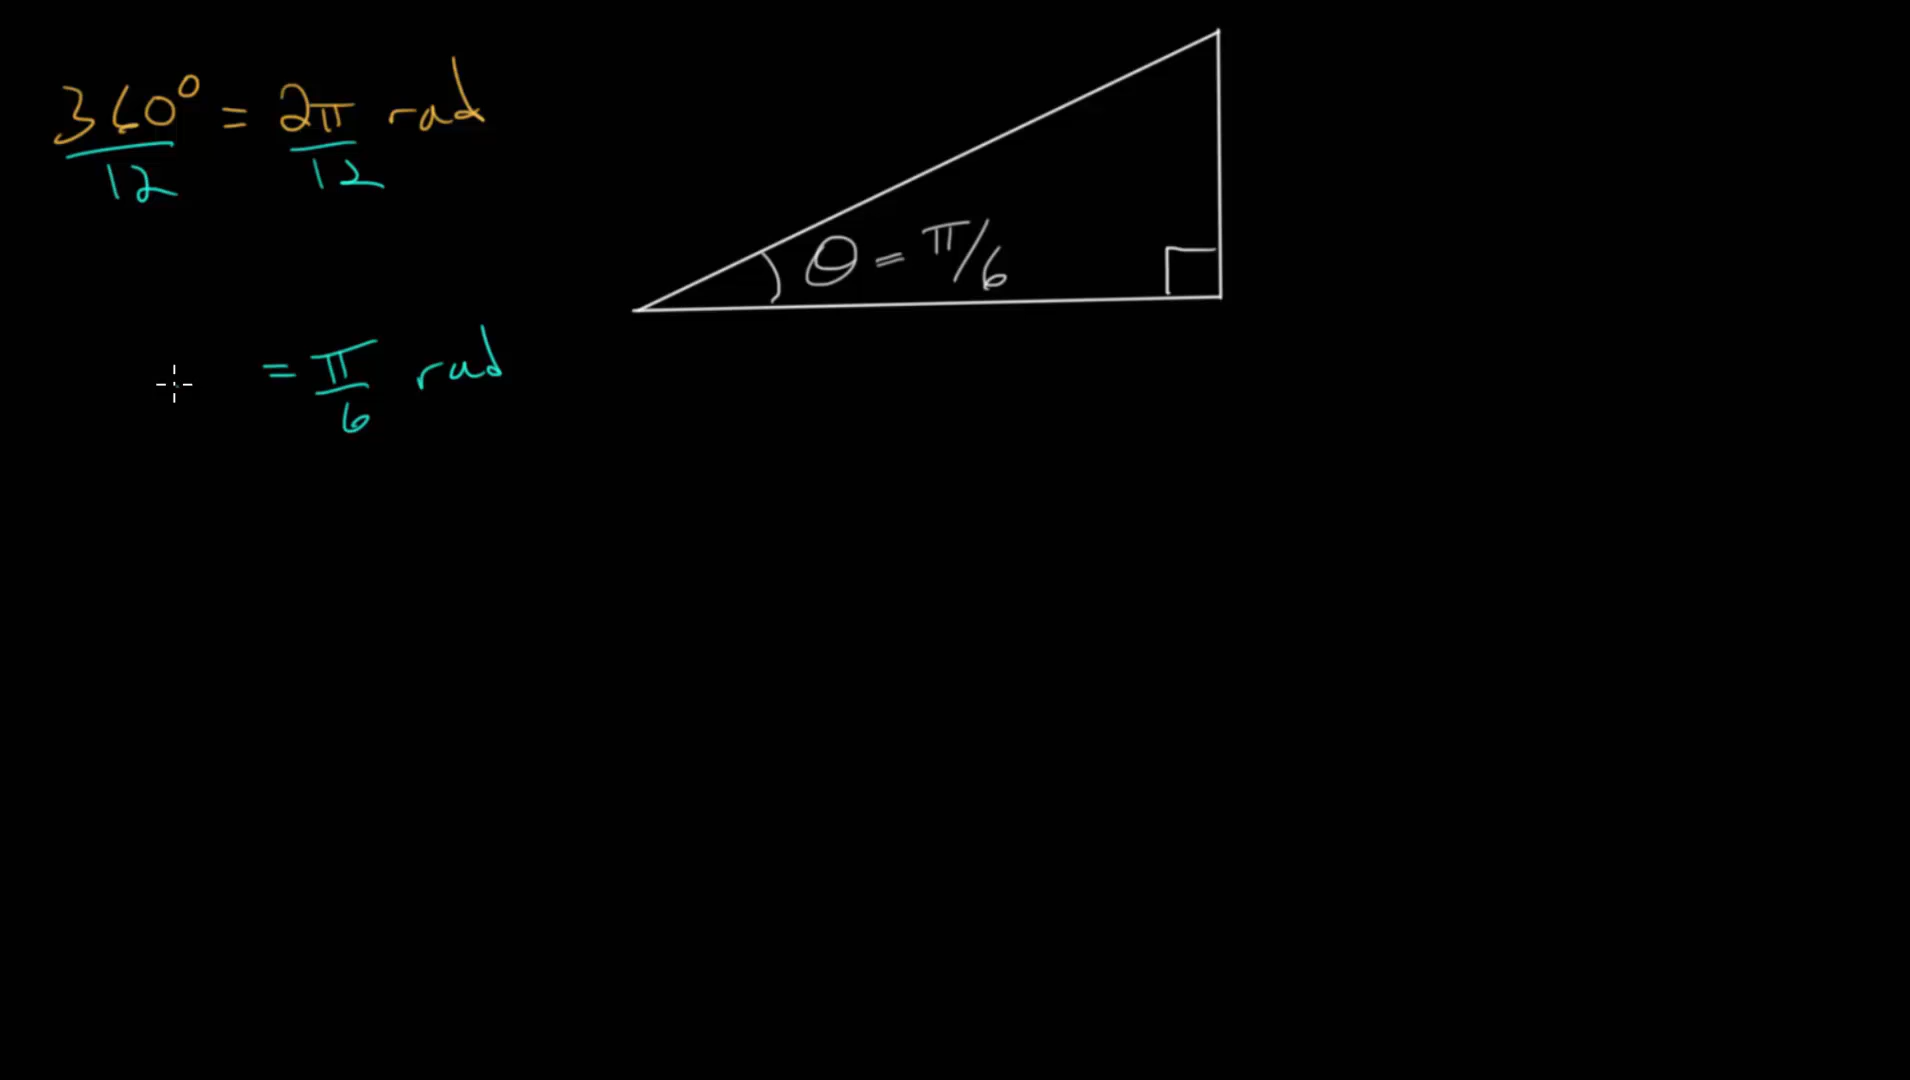 360° = 2π rad
12 12
θ = π/6
= π/6 rad